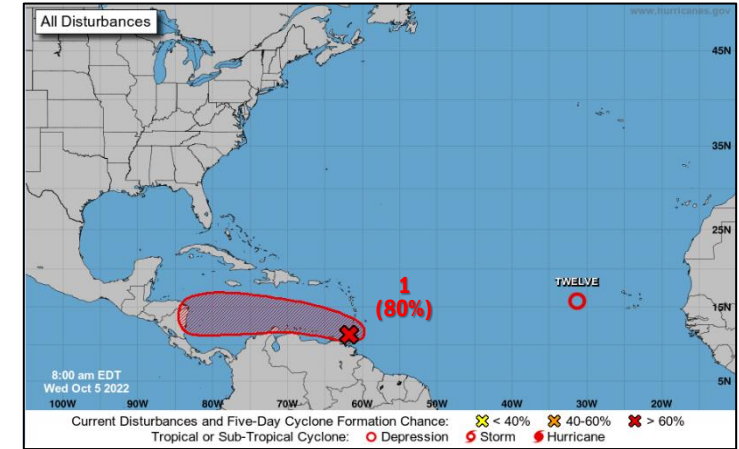 All Disturbances
www.hurricanes.gov
45N
35N
25N
TWELVE
1
(80%)
15N
8:00 am EDT
Wed Oct 5 2022
5N
100W 90W 80W 70W 60W 50W 40W 30W 20W
Current Disturbances and Five-Day Cyclone Formation Chance: < 40% 40-60% > 60%
Tropical or Sub-Tropical Cyclone: Depression Storm Hurricane